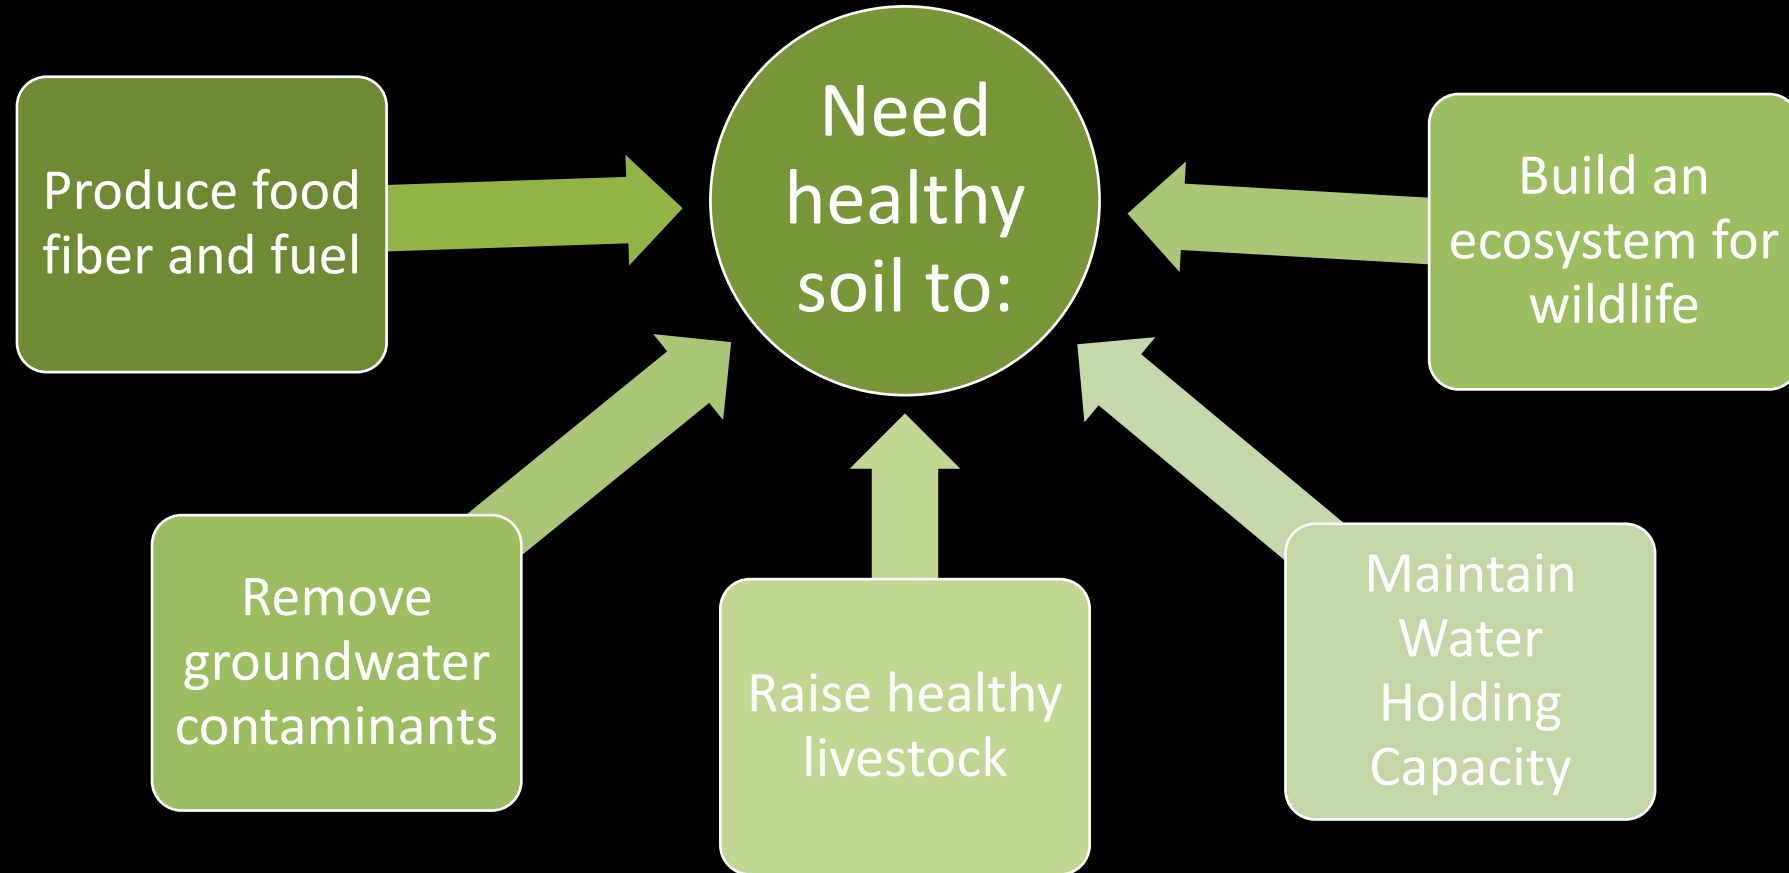 Need
healthy
soil to:
Produce food
fiber and fuel
Remove
groundwater
contaminants
Raise healthy
livestock
Maintain
Water
Holding
Capacity
Build an
ecosystem for
wildlife